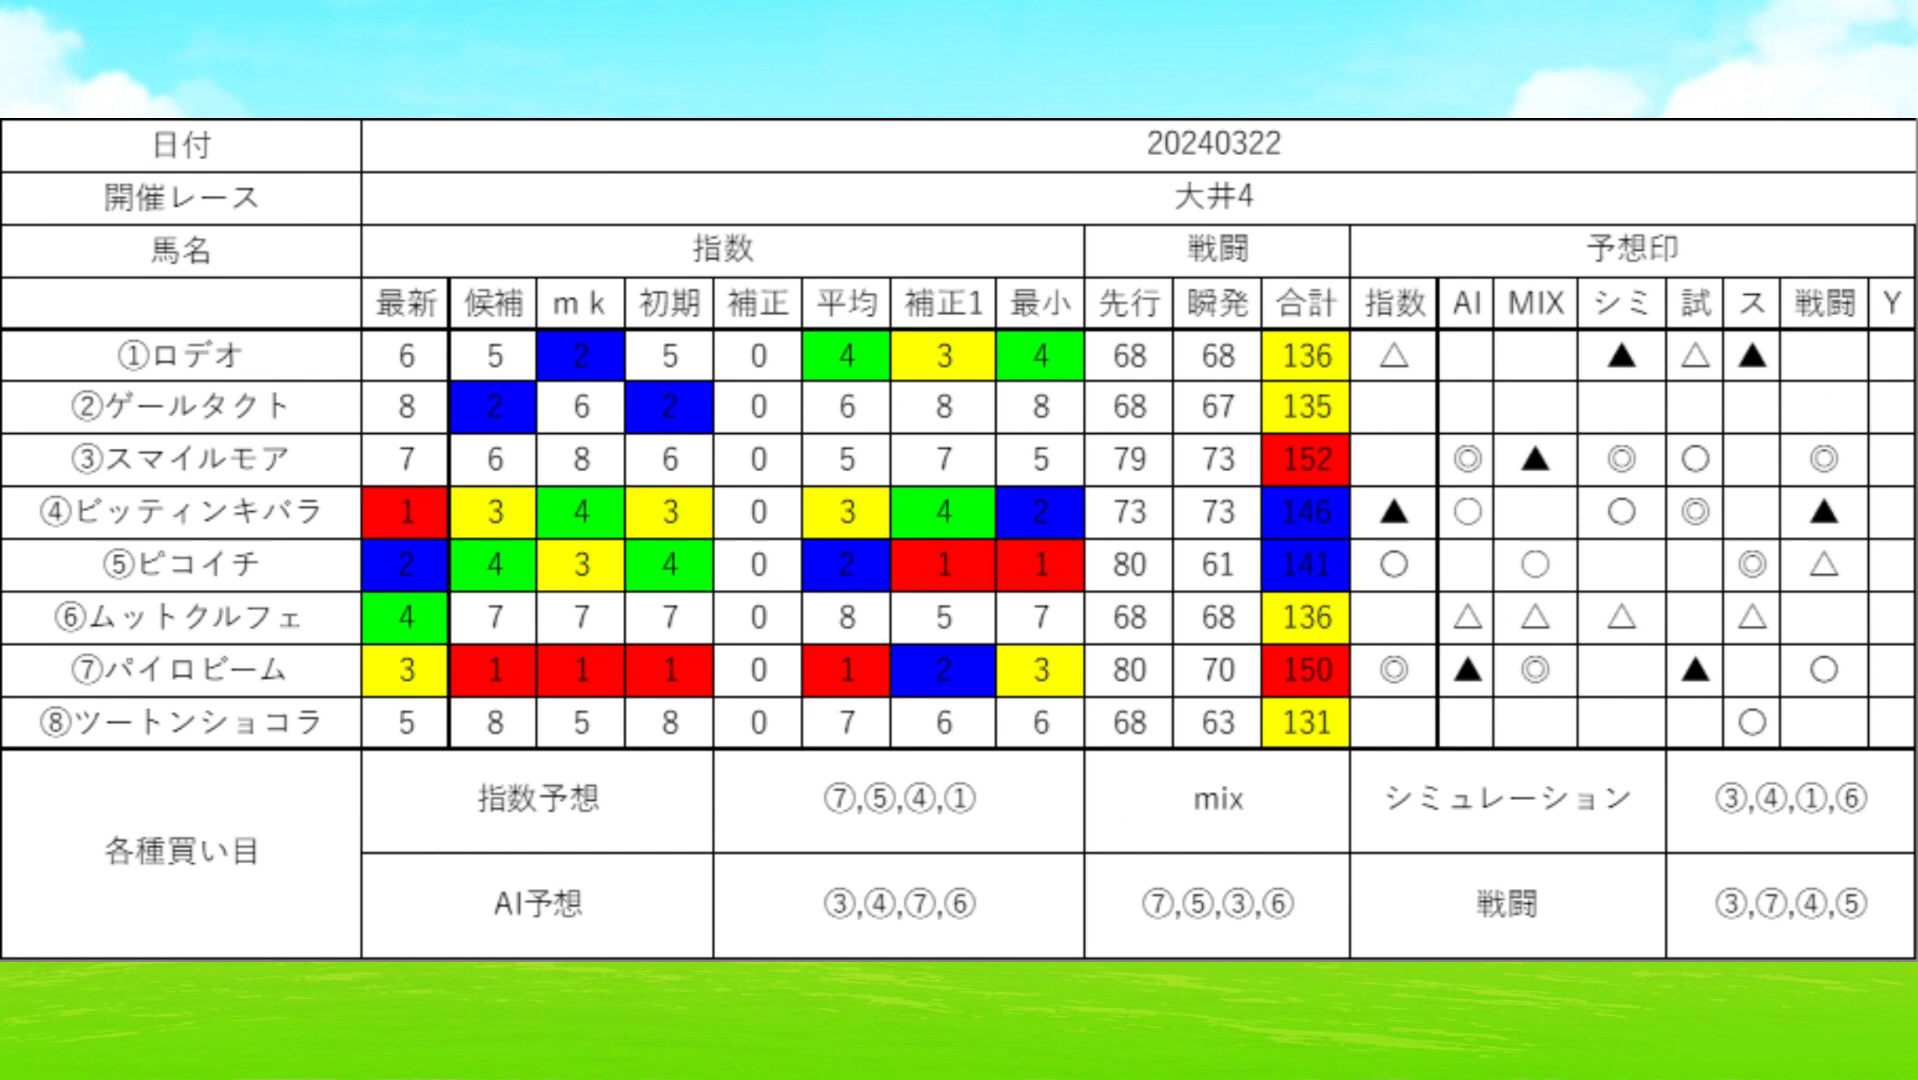 日付 20240322
開催レース 大井4
馬名 指数 戦闘 予想印
最新 候補 ｍｋ 初期 補正 平均 補正1 最小 先行 瞬発 合計 指数 AI MIX シミ 試 ス 戦闘 Y
①ロデオ 6 5 2 5 0 4 3 4 68 68 136 △ ▲ △ ▲
②ゲールタクト 8 2 6 2 0 6 8 8 68 67 135
③スマイルモア 7 6 8 6 0 5 7 5 79 73 152 ◎ ▲ ◎ ○ ◎
④ビッティンキバラ 1 3 4 3 0 3 4 2 73 73 146 ▲ ○ ○ ◎ ▲
⑤ピコイチ 2 4 3 4 0 2 1 1 80 61 141 ○ ○ ◎ △
⑥ムットクルフェ 4 7 7 7 0 8 5 7 68 68 136 △ △ △ △
⑦パイロビーム 3 1 1 1 0 1 2 3 80 70 150 ◎ ▲ ◎ ▲ ○
⑧ツートンショコラ 5 8 5 8 0 7 6 6 68 63 131 ○
各種買い目
指数予想 ⑦,⑤,④,① mix シミュレーション ③,④,①,⑥
AI予想 ③,④,⑦,⑥ ⑦,⑤,③,⑥ 戦闘 ③,⑦,④,⑤